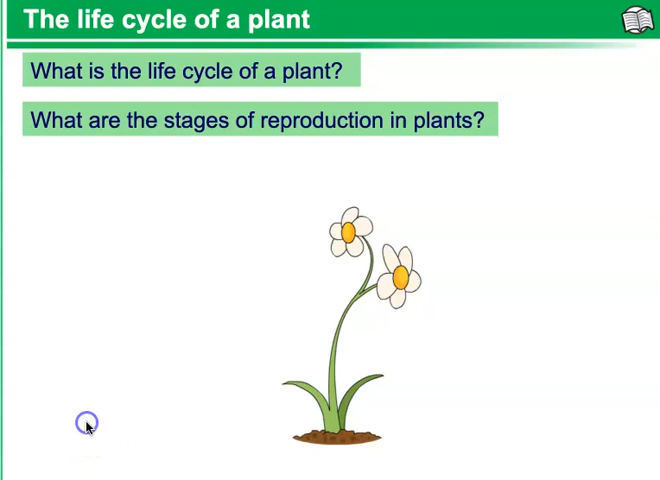 The life cycle of a plant
What is the life cycle of a plant?
What are the stages of reproduction in plants?